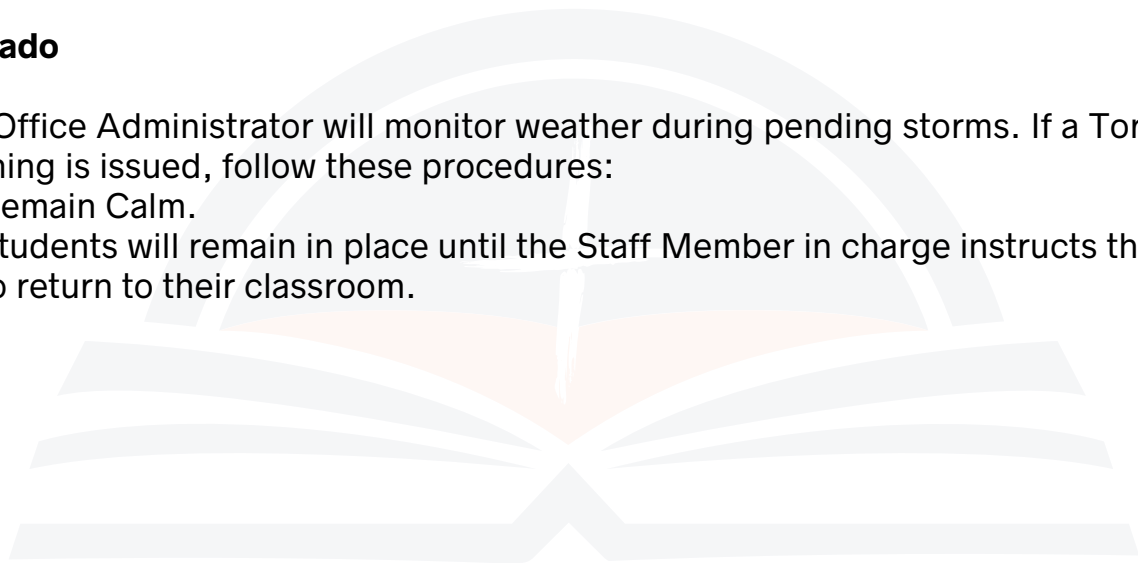 ado
Office Administrator will monitor weather during pending storms. If a Tor
ning is issued, follow these procedures:
emain Calm.
tudents will remain in place until the Staff Member in charge instructs th
o return to their classroom.